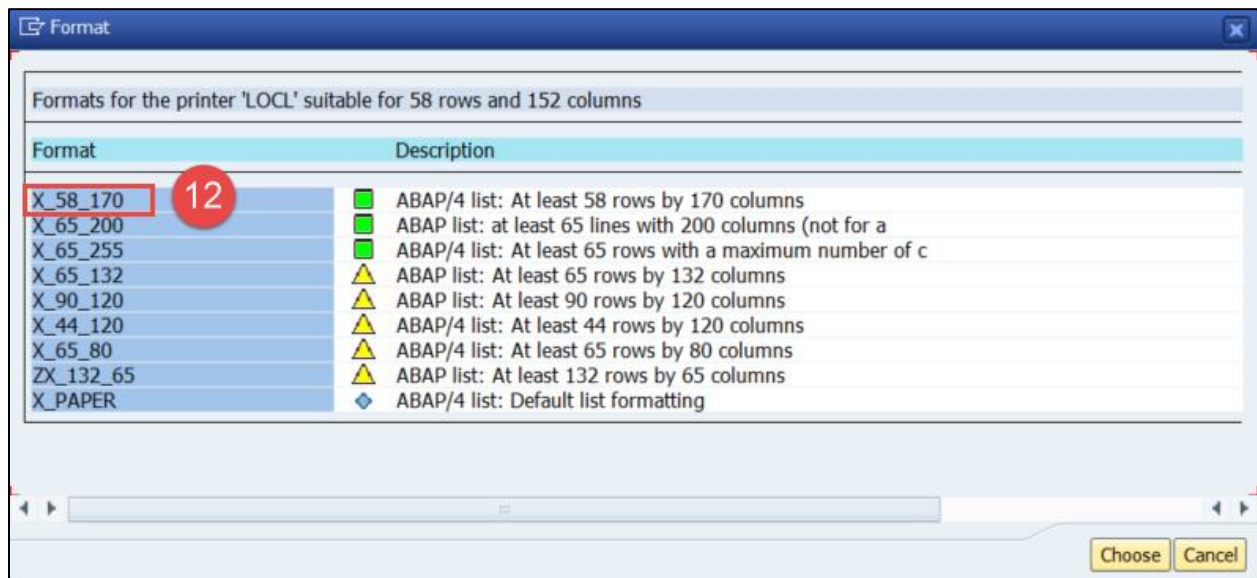 Format
Formats for the printer 'LOCL' suitable for 58 rows and 152 columns
Format Description
X_58_170 12 ABAP/4 list: At least 58 rows by 170 columns
X_65_200 ABAP list: at least 65 lines with 200 columns (not for a
X_65_255 ABAP/4 list: At least 65 rows with a maximum number of c
X_65_132 ABAP list: At least 65 rows by 132 columns
X_90_120 ABAP list: At least 90 rows by 120 columns
X_44_120 ABAP/4 list: At least 44 rows by 120 columns
X_65_80 ABAP/4 list: At least 65 rows by 80 columns
ZX_132_65 ABAP list: At least 132 rows by 65 columns
X_PAPER ABAP/4 list: Default list formatting
Choose Cancel